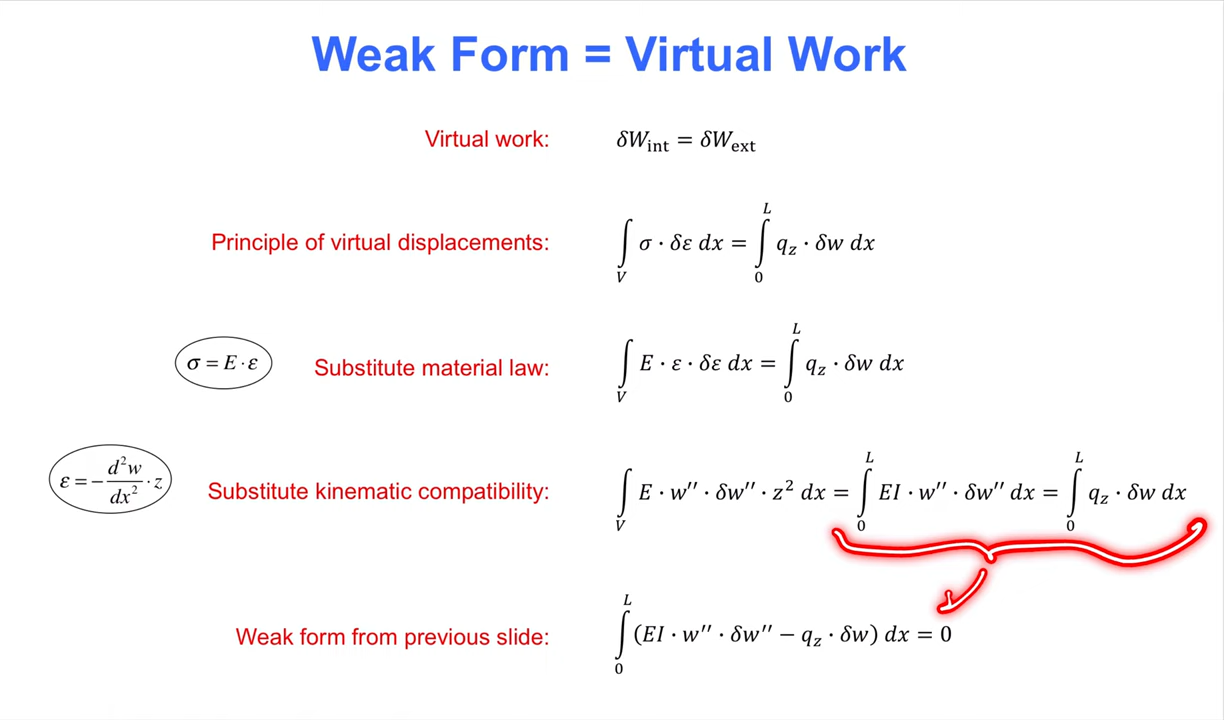 Weak Form = Virtual Work
Virtual work: δW_int = δW_ext
Principle of virtual displacements: ∫_V σ · δε dx = ∫_0^L q_z · δw dx
σ = E · ε Substitute material law: ∫_V E · ε · δε dx = ∫_0^L q_z · δw dx
ε = − d²w/dx² · z Substitute kinematic compatibility: ∫_V E · w′′ · δw′′ · z² dx = ∫_0^L EI · w′′ · δw′′ dx = ∫_0^L q_z · δw dx
Weak form from previous slide: ∫_0^L (EI · w′′ · δw′′ − q_z · δw) dx = 0